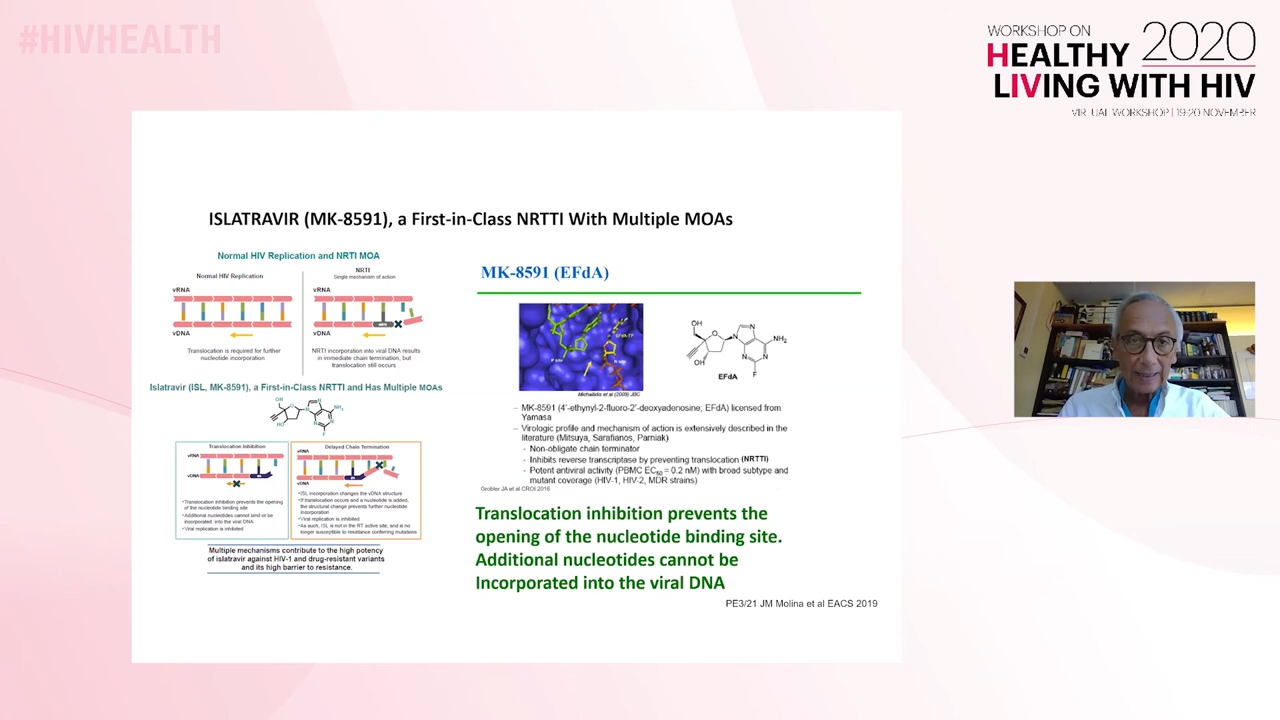 #HIVHEALTH
WORKSHOP ON
HEALTHY
2020
LIVING WITH HIV
VIRTUAL WORKSHOP | 19-20 NOVEMBER
ISLATRAVIR (MK-8591), a First-in-Class NRTTI With Multiple MOAs
Normal HIV Replication and NRTI MOA
Normal HIV Replication
vRNA
vDNA
Translocation is required for further
nucleotide incorporation
NRTI
Single mechanism of action
vRNA
vDNA
NRTI incorporation into viral DNA results
in immediate chain termination, but
translocation still occurs
Islatravir (ISL, MK-8591), a First-in-Class NRTTI and Has Multiple MOAs
OH
N
N
NH₂
O
N
N
HO
F
Translocation Inhibition
vRNA
vDNA
•Translocation inhibition prevents the opening
of the nucleotide binding site
•Additional nucleotides cannot bind or be
incorporated into the viral DNA
•Viral replication is inhibited
Delayed Chain Termination
vRNA
vDNA
•ISL incorporation changes the vDNA structure
•If translocation occurs and a nucleotide is added,
the structural change prevents further nucleotide
incorporation
•Viral replication is inhibited
•As such, ISL is not in the RT active site, and is no
longer susceptible to resistance conferring mutations
Multiple mechanisms contribute to the high potency
of islatravir against HIV-1 and drug-resistant variants
and its high barrier to resistance.
MK-8591 (EFdA)
EFdA-TP
P site
N site
Michailidis et al (2009) JBC
OH
O
N
N
NH₂
N
N
OH
F
EFdA
– MK-8591 (4'-ethynyl-2-fluoro-2'-deoxyadenosine; EFdA) licensed from
Yamasa
– Virologic profile and mechanism of action is extensively described in the
literature (Mitsuya, Sarafianos, Parniak)
• Non-obligate chain terminator
• Inhibits reverse transcriptase by preventing translocation (NRTTI)
• Potent antiviral activity (PBMC EC₅₀ = 0.2 nM) with broad subtype and
mutant coverage (HIV-1, HIV-2, MDR strains)
Grobler JA et al CROI 2016
Translocation inhibition prevents the
opening of the nucleotide binding site.
Additional nucleotides cannot be
Incorporated into the viral DNA
PE3/21 JM Molina et al EACS 2019